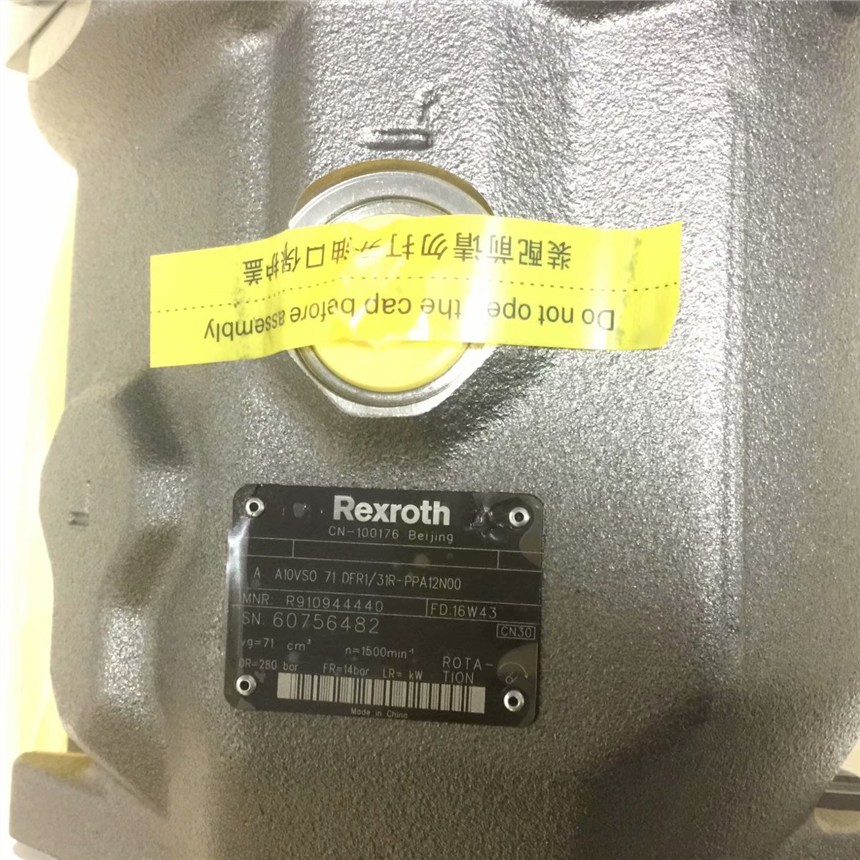 装配前请勿打开油口保护盖
Do not ope the cap before assembly
Rexroth
CN-100176 Beijing
A A10VSO 71 DFR1/31R-PPA12N00
MNR. R910944440 FD 16W43
SN. 60756482 CN30
Vg=71 cm³ n=1500min⁻¹
DR=280 bar FR=14bar LR= kW
ROTA-
TION
Made in China